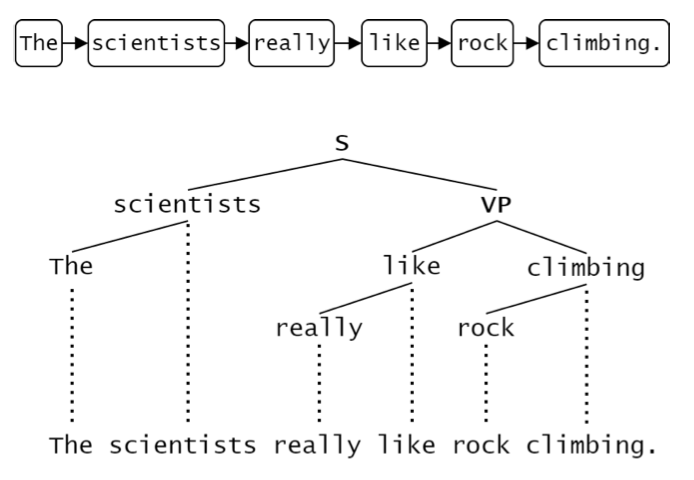 The scientists really like rock climbing.
S
scientists VP
The like climbing
really rock
The scientists really like rock climbing.